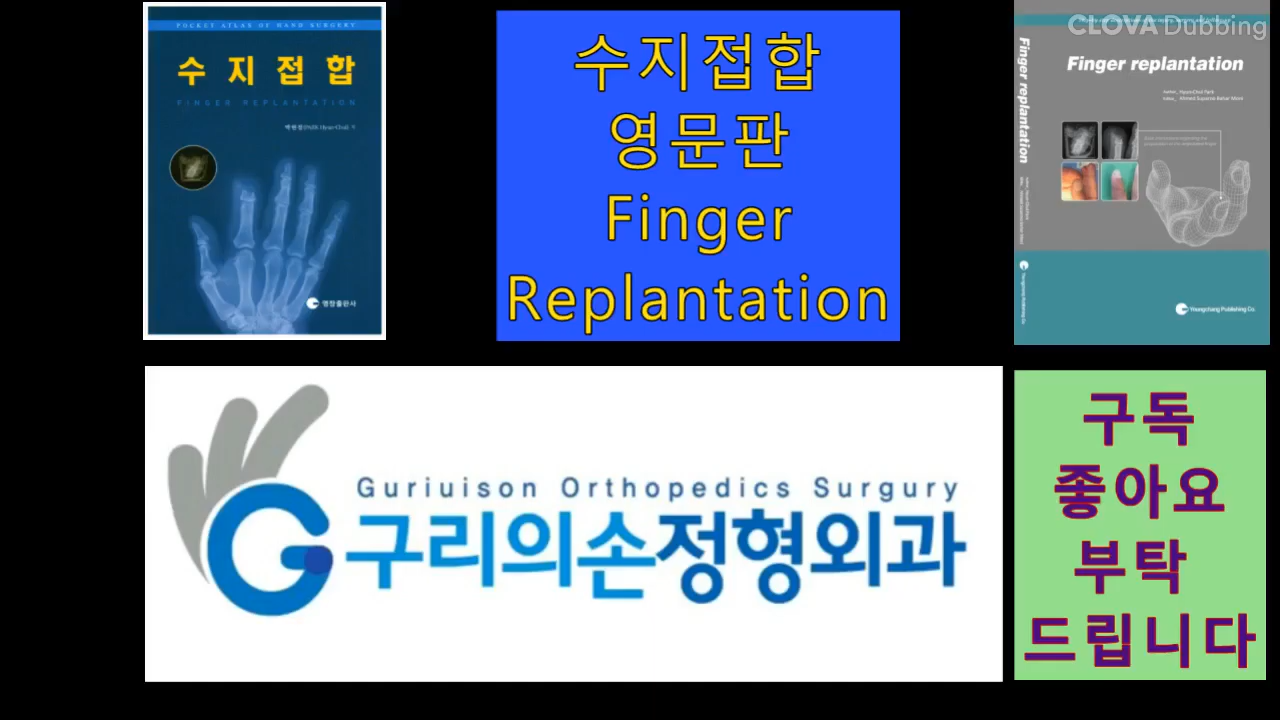 POCKET ATLAS OF HAND SURGERY
수지접합
FINGER REPLANTATION
영창출판사
수지접합
영문판
Finger
Replantation
CLOVA Dubbing
Finger replantation
Finger replantation
Youngchang Publishing Co.
Guriuison Orthopedics Surgury
구리의손정형외과
구독
좋아요
부탁
드립니다